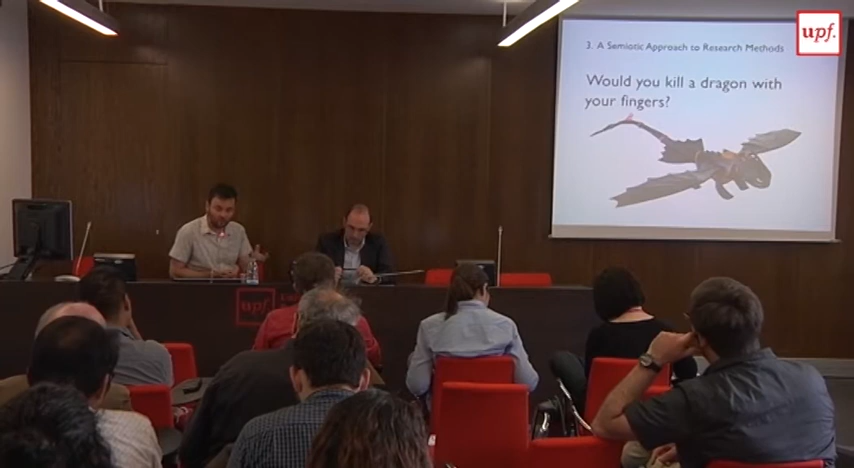 3. A Semiotic Approach to Research Methods
Would you kill a dragon with
your fingers?
upf.
upf.